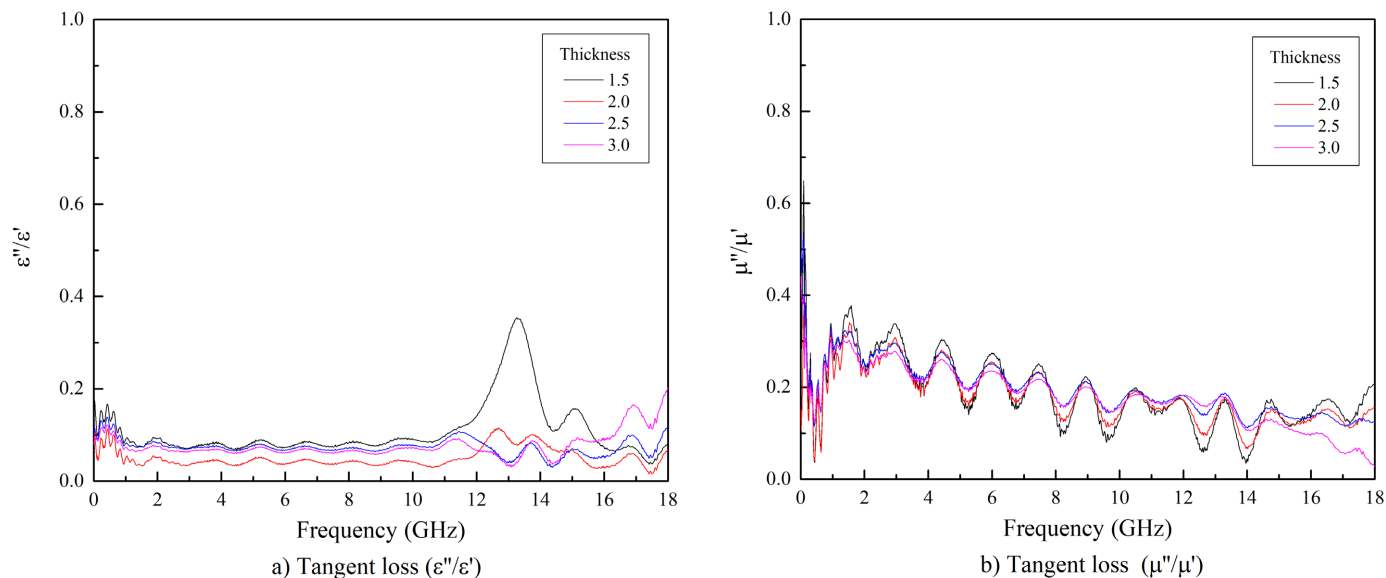 1.0
0.8
0.6
0.4
0.2
0.0
ε''/ε'
Thickness
1.5
2.0
2.5
3.0
0 2 4 6 8 10 12 14 16 18
Frequency (GHz)
a) Tangent loss (ε''/ε')
1.0
0.8
0.6
0.4
0.2
0.0
μ''/μ'
Thickness
1.5
2.0
2.5
3.0
0 2 4 6 8 10 12 14 16 18
Frequency (GHz)
b) Tangent loss (μ''/μ')